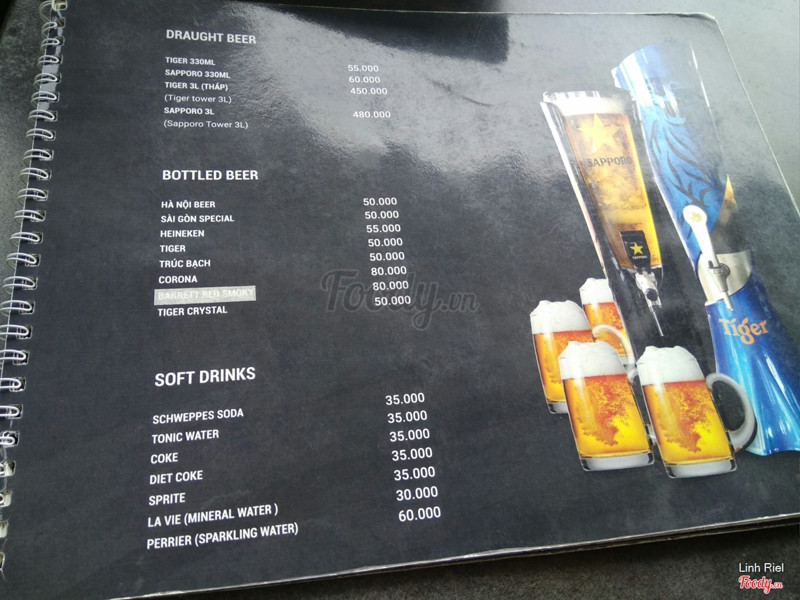 DRAUGHT BEER
TIGER 330ML 55.000
SAPPORO 330ML 60.000
TIGER 3L (THÁP) 450.000
(Tiger tower 3L)
SAPPORO 3L 480.000
(Sapporo Tower 3L)
BOTTLED BEER
HÀ NỘI BEER 50.000
SÀI GÒN SPECIAL 50.000
HEINEKEN 55.000
TIGER 50.000
TRÚC BẠCH 50.000
CORONA 80.000
BARRETT RED SMOKY 80.000
TIGER CRYSTAL 50.000
SOFT DRINKS
SCHWEPPES SODA 35.000
TONIC WATER 35.000
COKE 35.000
DIET COKE 35.000
SPRITE 35.000
LA VIE (MINERAL WATER ) 30.000
PERRIER (SPARKLING WATER) 60.000
SAPPORO
SAPPORO
Tiger
Foody.vn
Linh Riel
Foody.vn